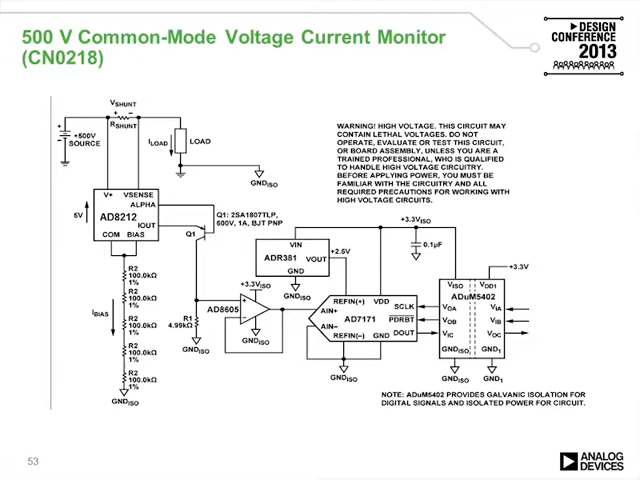 500 V Common-Mode Voltage Current Monitor
(CN0218)
DESIGN
CONFERENCE
2013
VSHUNT
+ −
RSHUNT
+
−
+500V
SOURCE
ILOAD
LOAD
GNDISO
WARNING! HIGH VOLTAGE. THIS CIRCUIT MAY
CONTAIN LETHAL VOLTAGES. DO NOT
OPERATE, EVALUATE OR TEST THIS CIRCUIT,
OR BOARD ASSEMBLY, UNLESS YOU ARE A
TRAINED PROFESSIONAL, WHO IS QUALIFIED
TO HANDLE HIGH VOLTAGE CIRCUITRY.
BEFORE APPLYING POWER, YOU MUST BE
FAMILIAR WITH THE CIRCUITRY AND ALL
REQUIRED PRECAUTIONS FOR WORKING WITH
HIGH VOLTAGE CIRCUITS.
V+ VSENSE
ALPHA
5V
AD8212
IOUT
COM BIAS
Q1: 2SA1807TTLP,
600V, 1A, BJT PNP
Q1
+3.3VISO
0.1µF
VIN
+2.5V
ADR381 VOUT
GND
GNDISO
+3.3V
R2
100.0kΩ
1%
R2
100.0kΩ
1%
IBIAS
R2
100.0kΩ
1%
R2
100.0kΩ
1%
R2
100.0kΩ
1%
GNDISO
R1
4.99kΩ
GNDISO
+3.3VISO
AD8605
+
−
GNDISO
REFIN(+) VDD
AIN+
SCLK
AD7171
PDRBT
AIN−
DOUT
REFIN(−) GND
GNDISO
VISO VDD1
ADuM5402
VOA VIA
VOB VIB
VIC VOC
GNDISO GND1
GNDISO GND1
NOTE: ADuM5402 PROVIDES GALVANIC ISOLATION FOR
DIGITAL SIGNALS AND ISOLATED POWER FOR CIRCUIT.
53
ANALOG
DEVICES